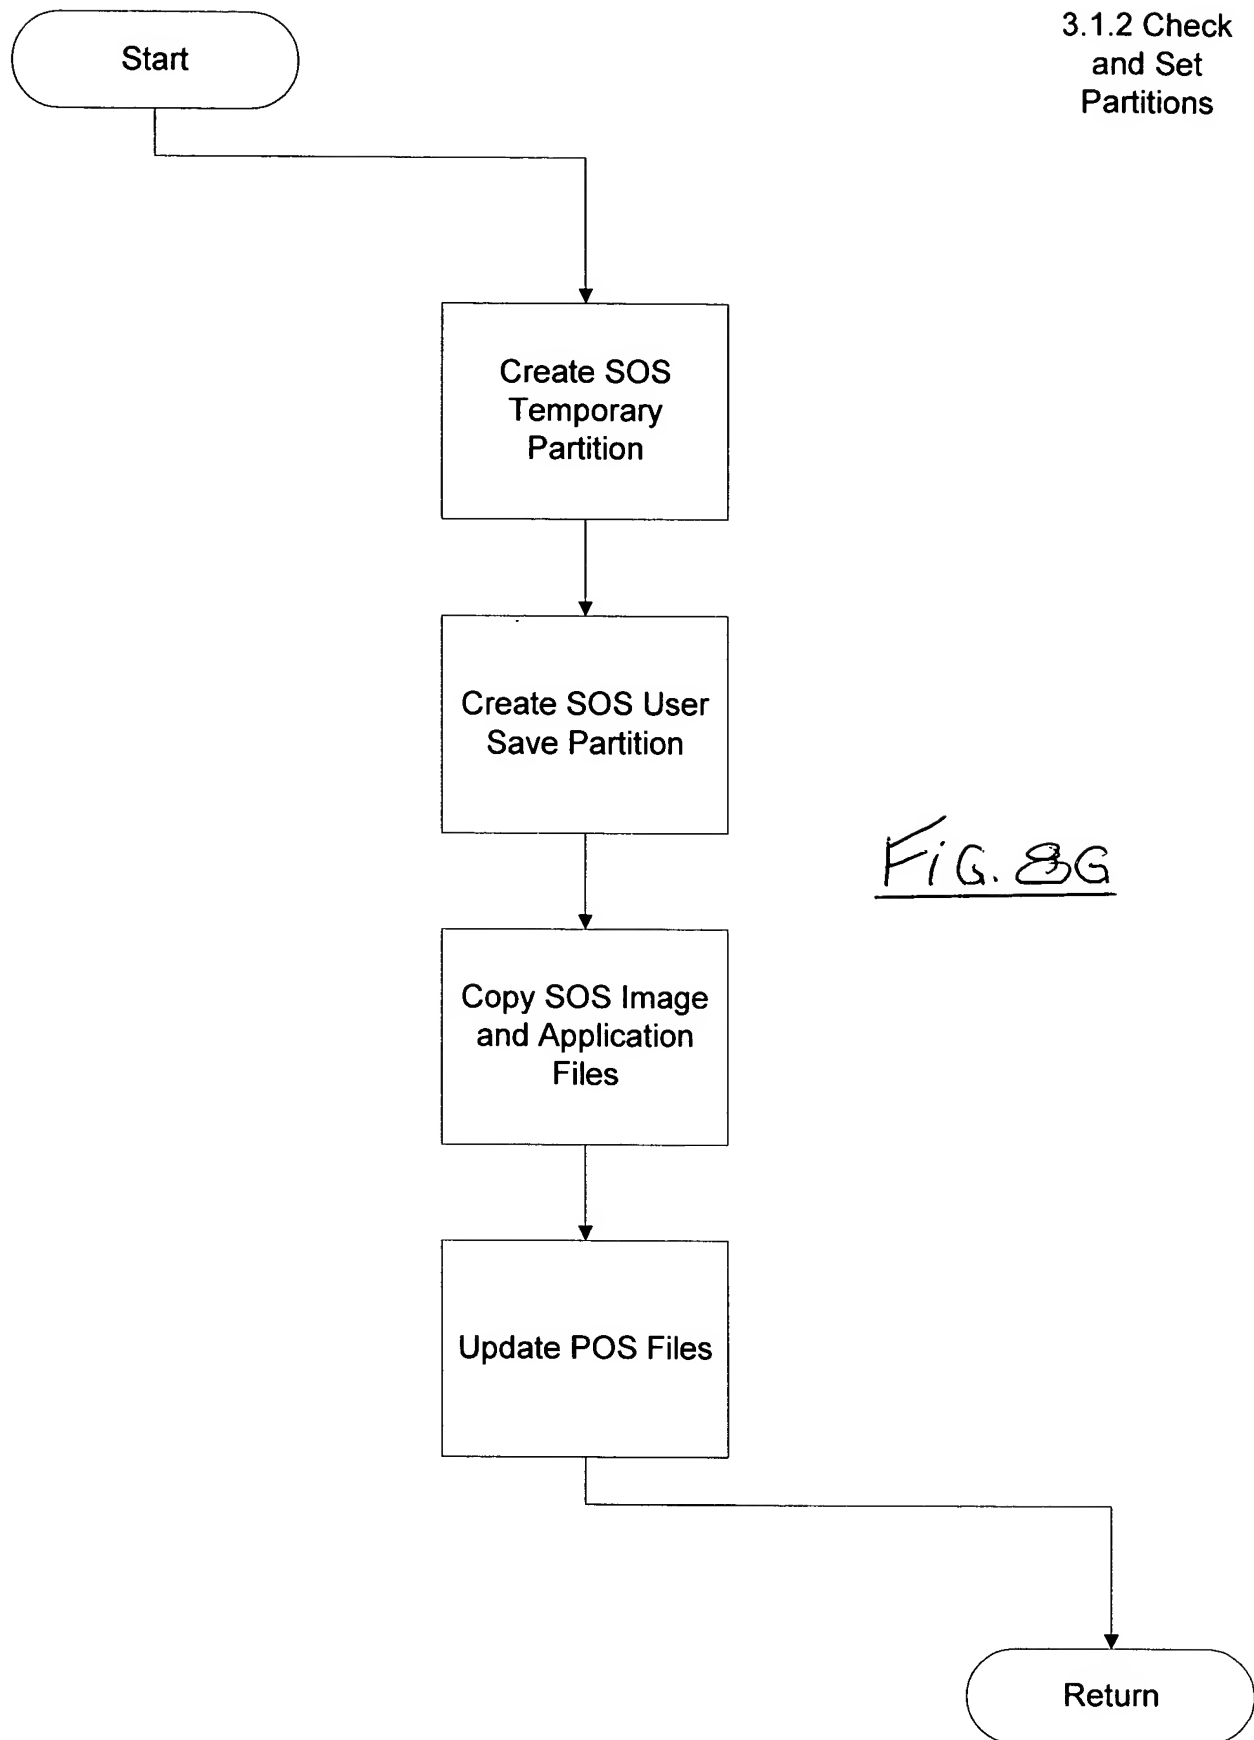 Start
3.1.2 Check
and Set
Partitions
Create SOS
Temporary
Partition
Create SOS User
Save Partition
FiG. 8G
Copy SOS Image
and Application
Files
Update POS Files
Return